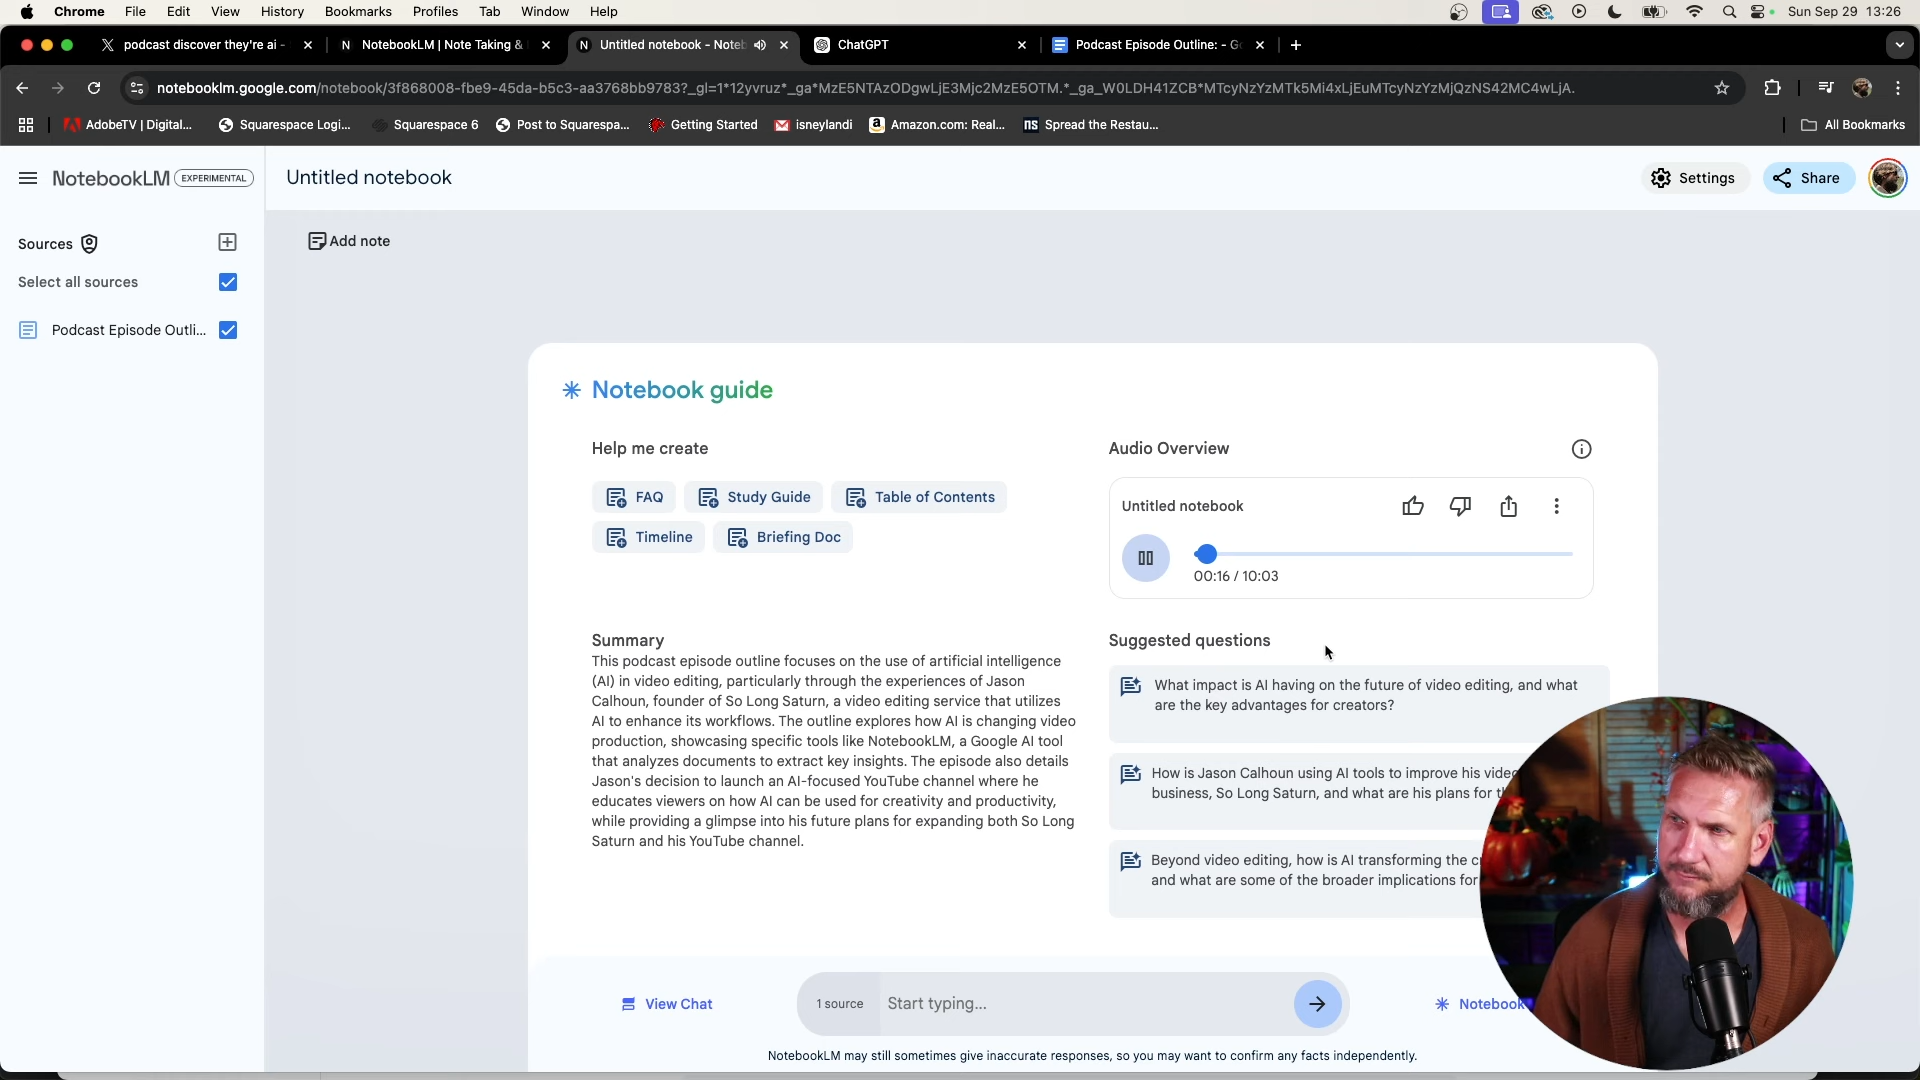 Chrome File Edit View History Bookmarks Profiles Tab Window Help Sun Sep 29 13:26
podcast discover they're ai - NotebookLM | Note Taking & Untitled notebook - Noteb ChatGPT Podcast Episode Outline: - Go
notebooklm.google.com/notebook/3f868008-fbe9-45da-b5c3-aa3768bb9783?_gl=1*12yvruz*_ga*MzE5NTAzODgwLjE3Mjc2MzE5OTM.*_ga_W0LDH41ZCB*MTcyNzYzMTk5Mi4xLjEuMTcyNzYzMjQzNS42MC4wLjA.
AdobeTV | Digital... Squarespace Logi... Squarespace 6 Post to Squarespa... Getting Started isneylandi Amazon.com: Real... Spread the Restau... All Bookmarks
NotebookLM EXPERIMENTAL
Untitled notebook
Settings
Share
Sources
Select all sources
Podcast Episode Outli...
Add note
Notebook guide
Help me create
FAQ Study Guide Table of Contents
Timeline Briefing Doc
Audio Overview
Untitled notebook
00:16 / 10:03
Summary
This podcast episode outline focuses on the use of artificial intelligence
(AI) in video editing, particularly through the experiences of Jason
Calhoun, founder of So Long Saturn, a video editing service that utilizes
AI to enhance its workflows. The outline explores how AI is changing video
production, showcasing specific tools like NotebookLM, a Google AI tool
that analyzes documents to extract key insights. The episode also details
Jason's decision to launch an AI-focused YouTube channel where he
educates viewers on how AI can be used for creativity and productivity,
while providing a glimpse into his future plans for expanding both So Long
Saturn and his YouTube channel.
Suggested questions
What impact is AI having on the future of video editing, and what
are the key advantages for creators?
How is Jason Calhoun using AI tools to improve his video
business, So Long Saturn, and what are his plans for
Beyond video editing, how is AI transforming the
and what are some of the broader implications for
View Chat
1 source Start typing...
Notebook
NotebookLM may still sometimes give inaccurate responses, so you may want to confirm any facts independently.